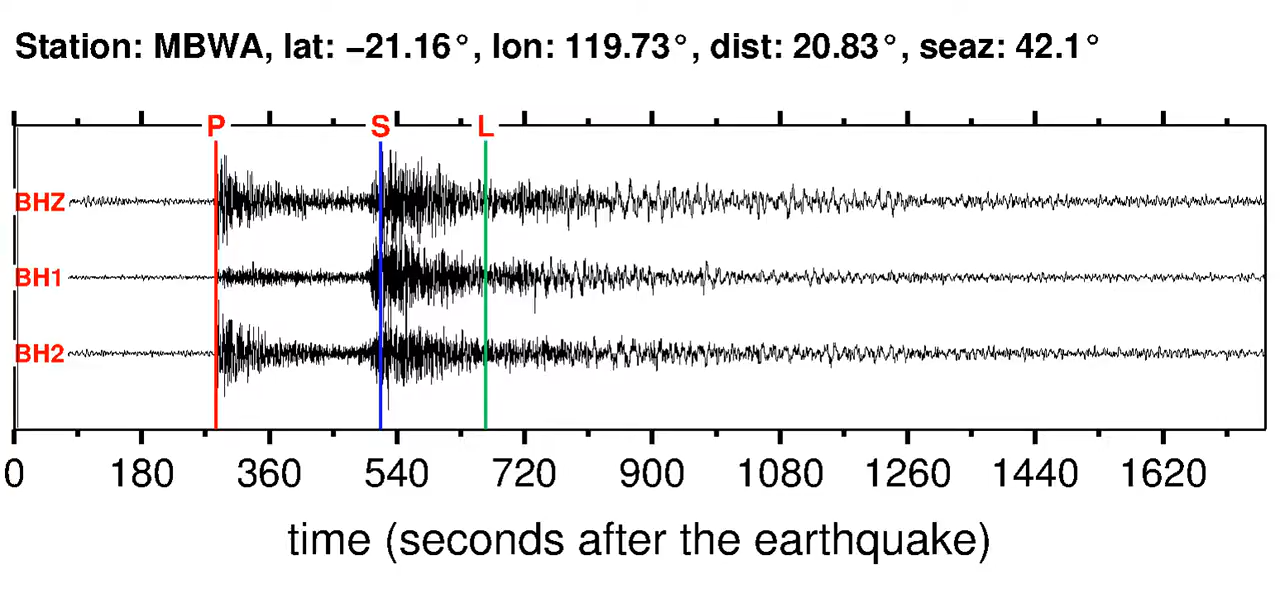 Station: MBWA, lat: −21.16°, lon: 119.73°, dist: 20.83°, seaz: 42.1°
P S L
BHZ
BH1
BH2
0 180 360 540 720 900 1080 1260 1440 1620
time (seconds after the earthquake)